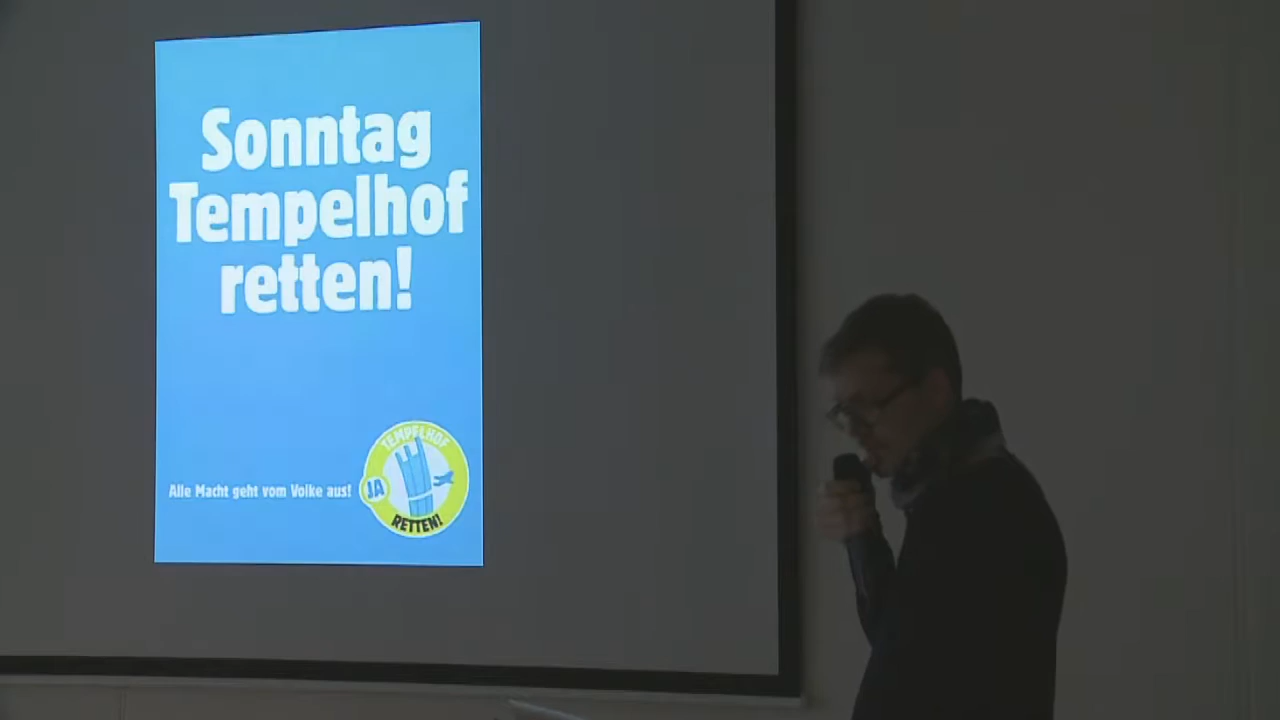 Sonntag
Tempelhof
retten!
Alle Macht geht vom Volke aus!
TEMPELHOF
JA
RETTEN!